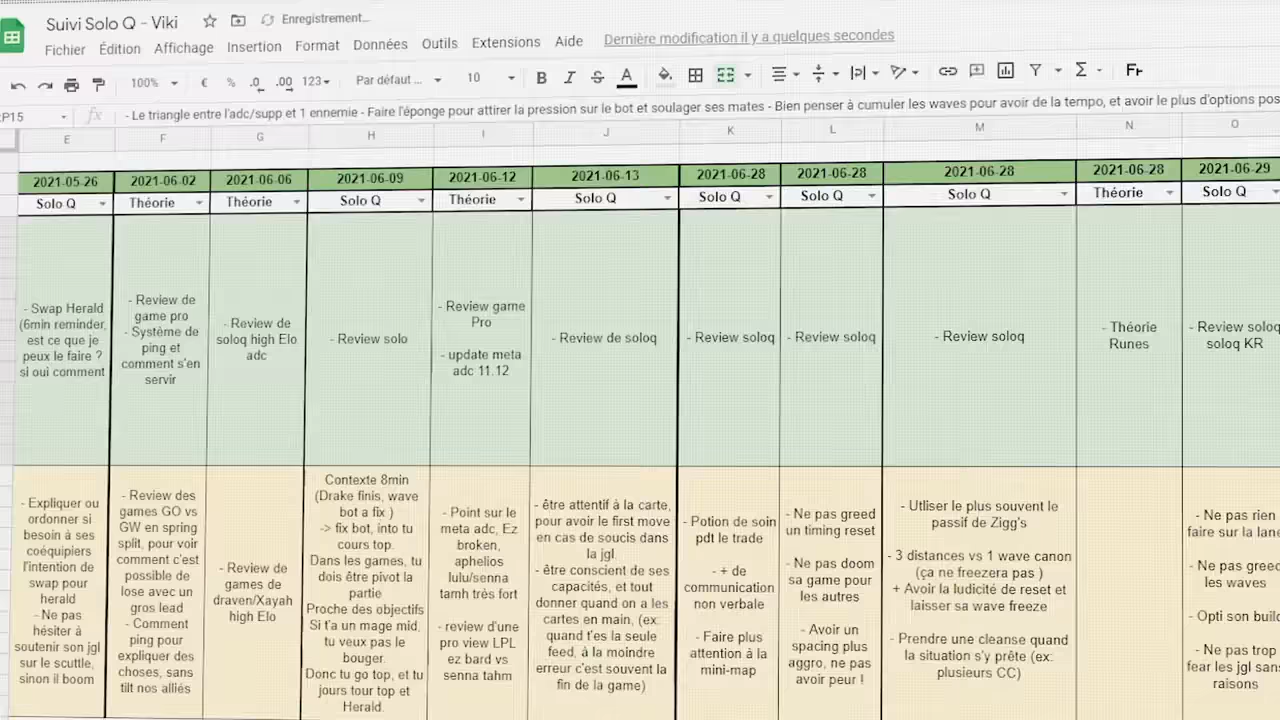 Suivi Solo Q - Viki
Enregistrement...
Fichier Édition Affichage Insertion Format Données Outils Extensions Aide Dernière modification il y a quelques secondes
100% € % .0 .00 123 Par défaut ... 10 B I S A Σ
P15 fx - Le triangle entre l'adc/supp et 1 ennemie - Faire l'éponge pour attirer la pression sur le bot et soulager ses mates - Bien penser à cumuler les waves pour avoir de la tempo, et avoir le plus d'options
E F G H I J K L M N O
2021-05-26 2021-06-02 2021-06-06 2021-06-09 2021-06-12 2021-06-13 2021-06-28 2021-06-28 2021-06-28 2021-06-28 2021-06-29
Solo Q Théorie Théorie Solo Q Théorie Solo Q Solo Q Solo Q Solo Q Théorie Solo Q
- Swap Herald
(6min reminder,
est ce que je
peux le faire ?
si oui comment
- Review de
game pro
- Système de
ping et
comment s'en
servir
- Review de
soloq high Elo
adc
- Review solo
- Review game
Pro
- update meta
adc 11.12
- Review de soloq
- Review soloq
- Review soloq
- Review soloq
- Théorie
Runes
- Review soloq
soloq KR
- Expliquer ou
ordonner si
besoin à ses
coéquipiers
l'intention de
swap pour
herald
- Ne pas
hésiter à
soutenir son jgl
sur le scuttle,
sinon il boom
- Review des
games GO vs
GW en spring
split, pour voir
comment c'est
possible de
lose avec un
gros lead
- Comment
ping pour
expliquer des
choses, sans
tilt nos alliés
- Review de
games de
draven/Xayah
high Elo
Contexte 8min
(Drake finis, wave
bot a fix )
-> fix bot, into tu
cours top.
Dans les games, tu
dois être pivot la
partie
Proche des objectifs
Si t'a un mage mid,
tu veux pas le
bouger.
Donc tu go top, et tu
jours tour top et
Herald.
- Point sur le
meta adc, Ez
broken,
aphelios
lulu/senna
tamh très fort
- review d'une
pro view LPL
ez bard vs
senna tahm
- être attentif à la carte,
pour avoir le first move
en cas de soucis dans
la jgl.
- être conscient de ses
capacités, et tout
donner quand on a les
cartes en main, (ex:
quand t'es la seule
feed, à la moindre
erreur c'est souvent la
fin de la game)
- Potion de soin
pdt le trade
- + de
communication
non verbale
- Faire plus
attention à la
mini-map
- Ne pas greed
un timing reset
- Ne pas doom
sa game pour
les autres
- Avoir un
spacing plus
aggro, ne pas
avoir peur !
- Utliser le plus souvent le
passif de Zigg's
- 3 distances vs 1 wave canon
(ça ne freezera pas )
+ Avoir la ludicité de reset et
laisser sa wave freeze
- Prendre une cleanse quand
la situation s'y prête (ex:
plusieurs CC)
- Ne pas rien
faire sur la lane
- Ne pas greed
les waves
- Opti son build
- Ne pas trop
fear les jgl sans
raisons